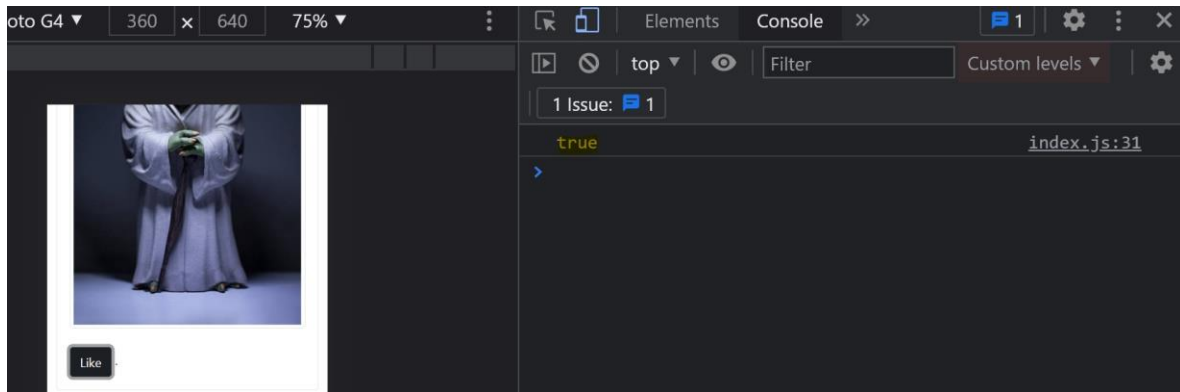 oto G4 ▼ 360 × 640 75% ▼
Elements Console » 1
top ▼ Filter Custom levels ▼
1 Issue: 1
true index.js:31
Like